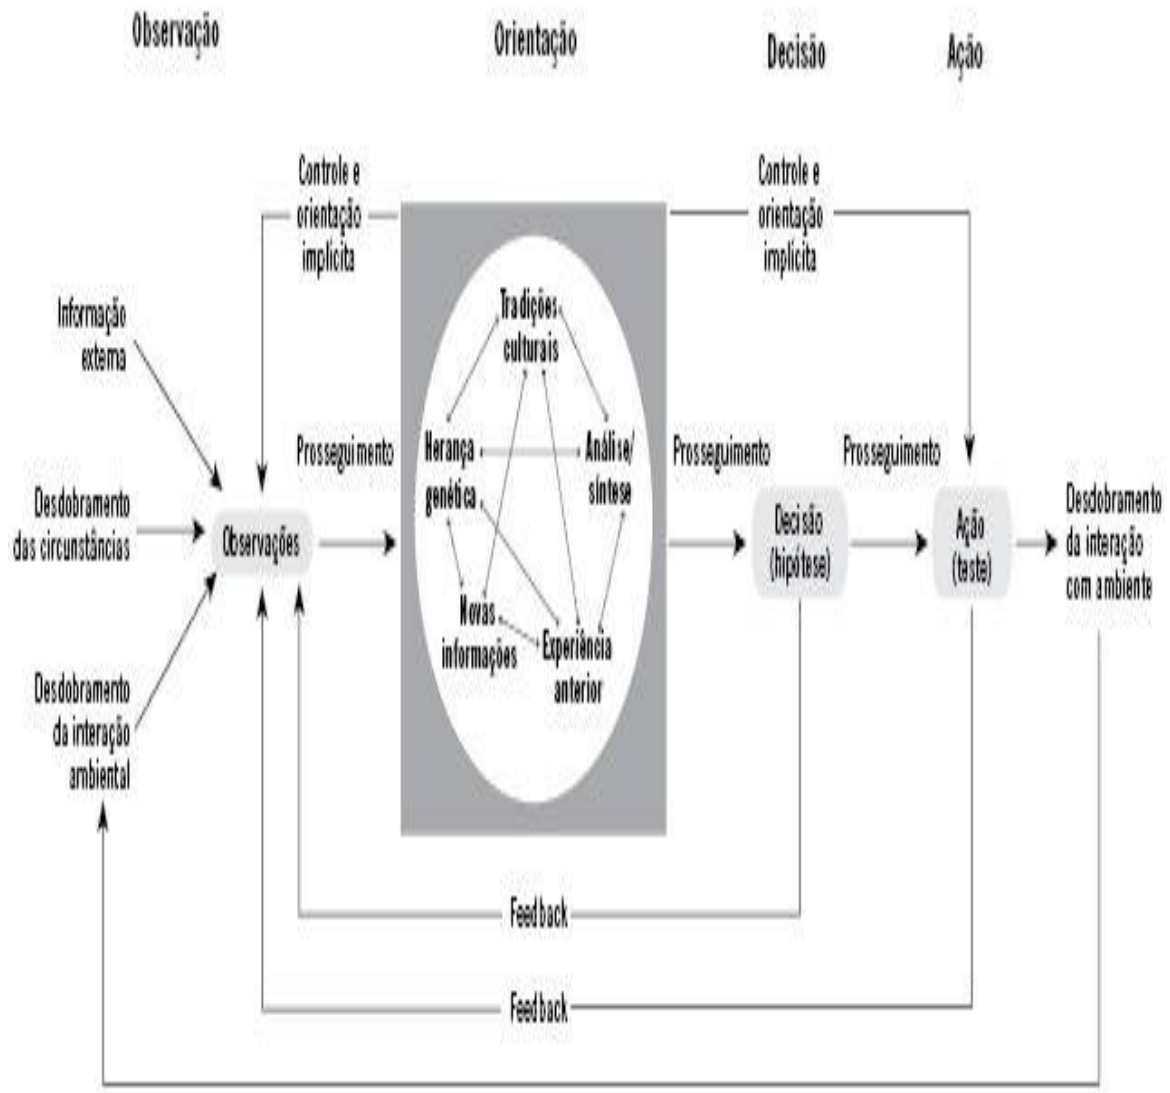 Observação
Orientação
Decisão
Ação
Controle e
orientação
implícita
Controle e
orientação
implícita
Informação
externa
Desdobramento
das circunstâncias
Desdobramento
da interação
ambiental
Observações
Prosseguimento
Tradições
culturais
Herança
genética
Análise/
síntese
Novas
informações
Experiência
anterior
Prosseguimento
Decisão
(hipótese)
Prosseguimento
Ação
(teste)
Desdobramento
da interação
com ambiente
Feedback
Feedback